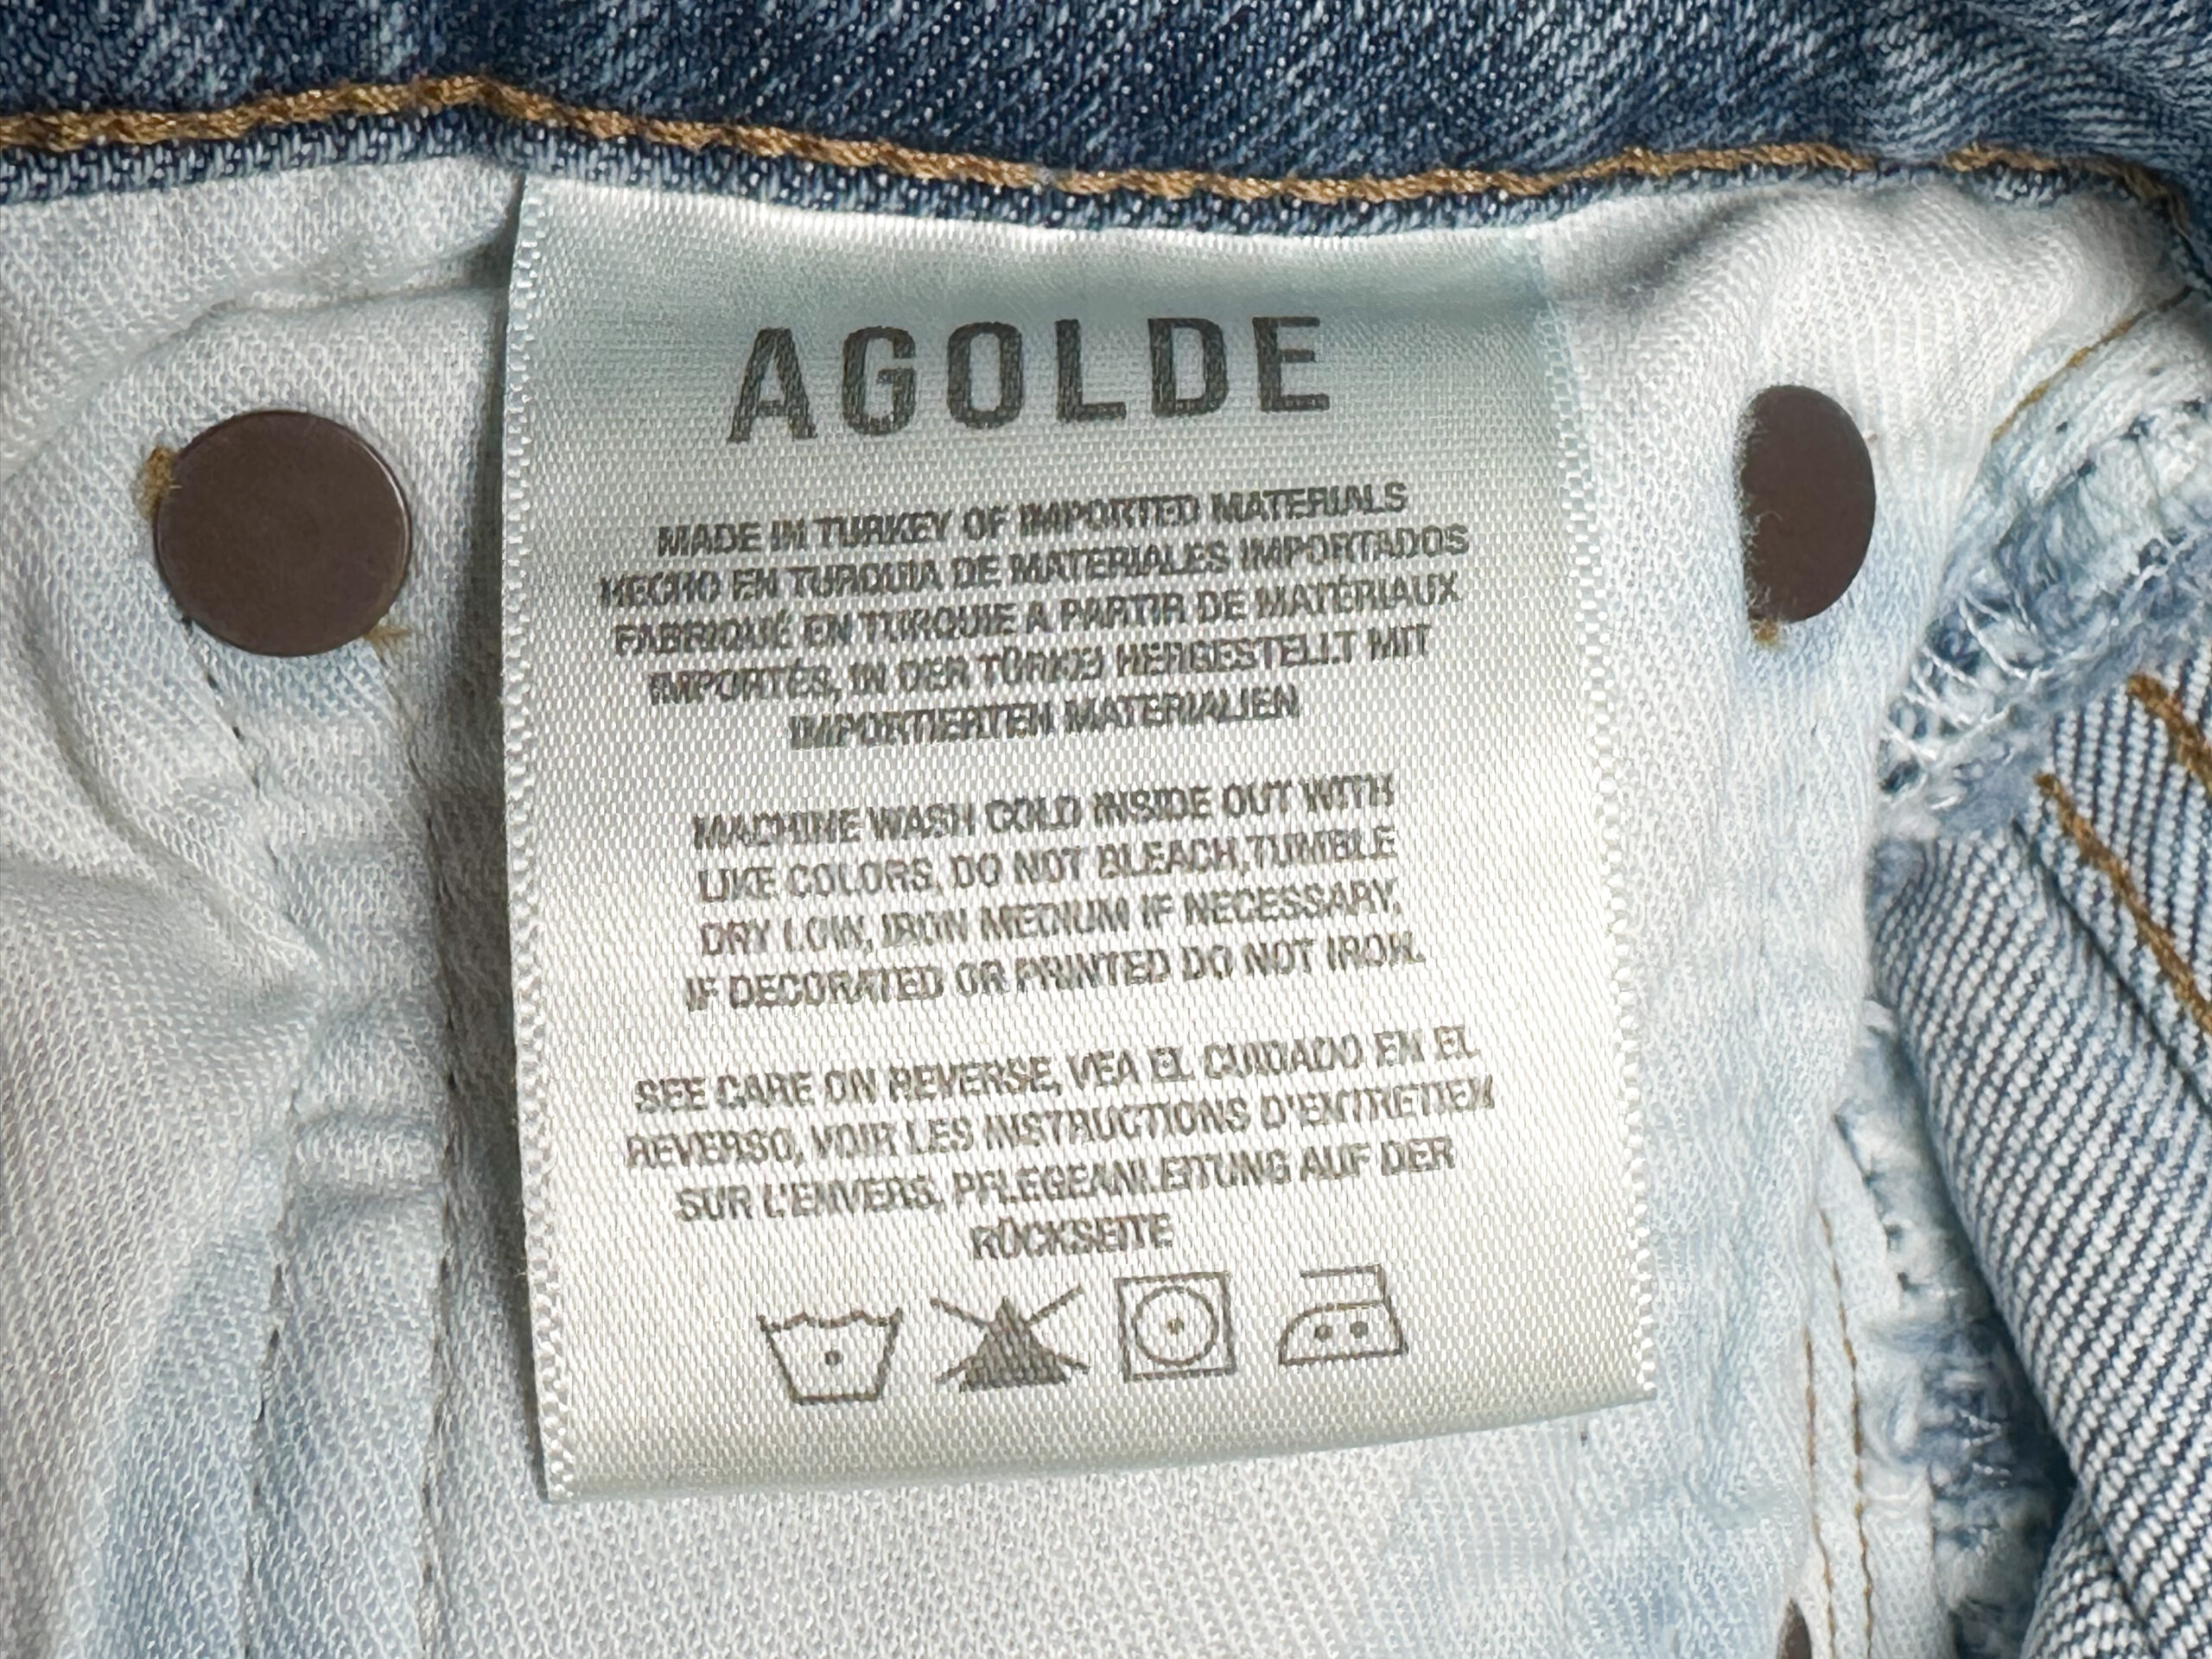 AGOLDE
MADE IN TURKEY OF IMPORTED MATERIALS
HECHO EN TURQUIA DE MATERIALES IMPORTADOS
FABRIQUÉ EN TURQUIE A PARTIR DE MATÉRIAUX
IMPORTÉS, IN DER TÜRKEI HERGESTELLT MIT
IMPORTIERTEN MATERIALIEN
MACHINE WASH COLD INSIDE OUT WITH
LIKE COLORS, DO NOT BLEACH, TUMBLE
DRY LOW, IRON MEDIUM IF NECESSARY.
IF DECORATED OR PRINTED DO NOT IRON.
SEE CARE ON REVERSE, VEA EL CUIDADO EN EL
REVERSO, VOIR LES INSTRUCTIONS D'ENTRETIEN
SUR L'ENVERS, PFLEGEANLEITUNG AUF DER
RÜCKSEITE